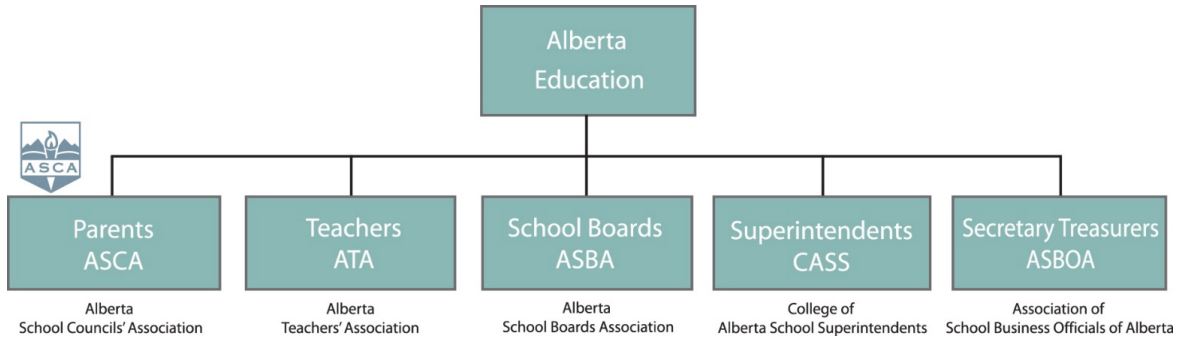 Alberta
Education
ASCA
Parents
ASCA
Teachers
ATA
School Boards
ASBA
Superintendents
CASS
Secretary Treasurers
ASBOA
Alberta
School Councils' Association
Alberta
Teachers' Association
Alberta
School Boards Association
College of
Alberta School Superintendents
Association of
School Business Officials of Alberta